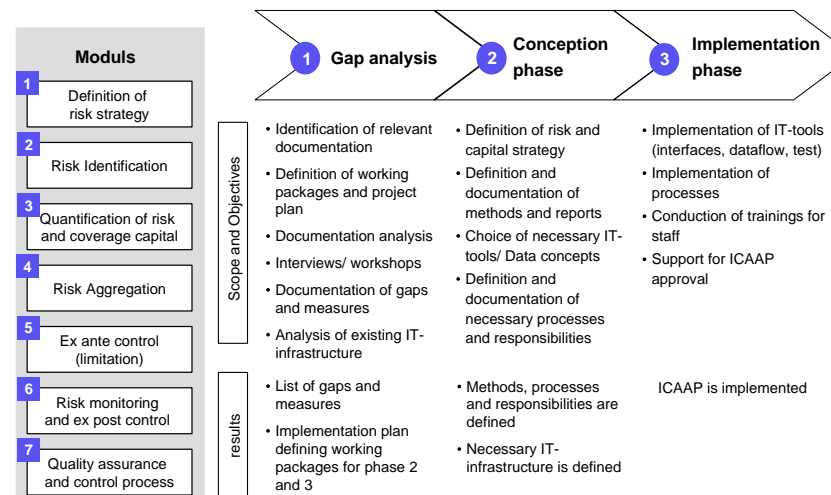 Moduls
1
Definition of
risk strategy
2
Risk Identification
3
Quantification of risk
and coverage capital
4
Risk Aggregation
5
Ex ante control
(limitation)
6
Risk monitoring
and ex post control
7
Quality assurance
and control process
1
Gap analysis
2
Conception
phase
3
Implementation
phase
Scope and Objectives
• Identification of relevant
documentation
• Definition of working
packages and project
plan
• Documentation analysis
• Interviews/ workshops
• Documentation of gaps
and measures
• Analysis of existing IT-
infrastructure
• Definition of risk and
capital strategy
• Definition and
documentation of
methods and reports
• Choice of necessary IT-
tools/ Data concepts
• Definition and
documentation of
necessary processes
and responsibilities
• Implementation of IT-tools
(interfaces, dataflow, test)
• Implementation of
processes
• Conduction of trainings for
staff
• Support for ICAAP
approval
results
• List of gaps and
measures
• Implementation plan
defining working
packages for phase 2
and 3
• Methods, processes
and responsibilities are
defined
• Necessary IT-
infrastructure is defined
ICAAP is implemented